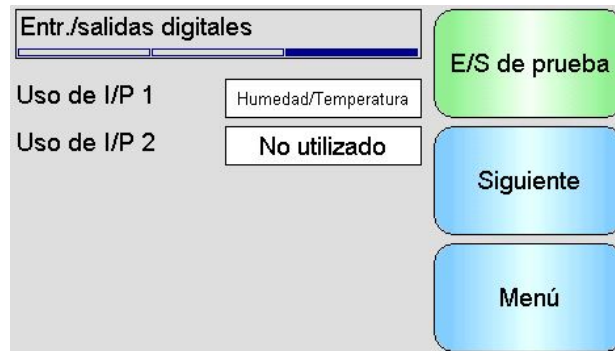 Entr./salidas digitales
E/S de prueba
Uso de I/P 1
Humedad/Temperatura
Uso de I/P 2
No utilizado
Siguiente
Menú